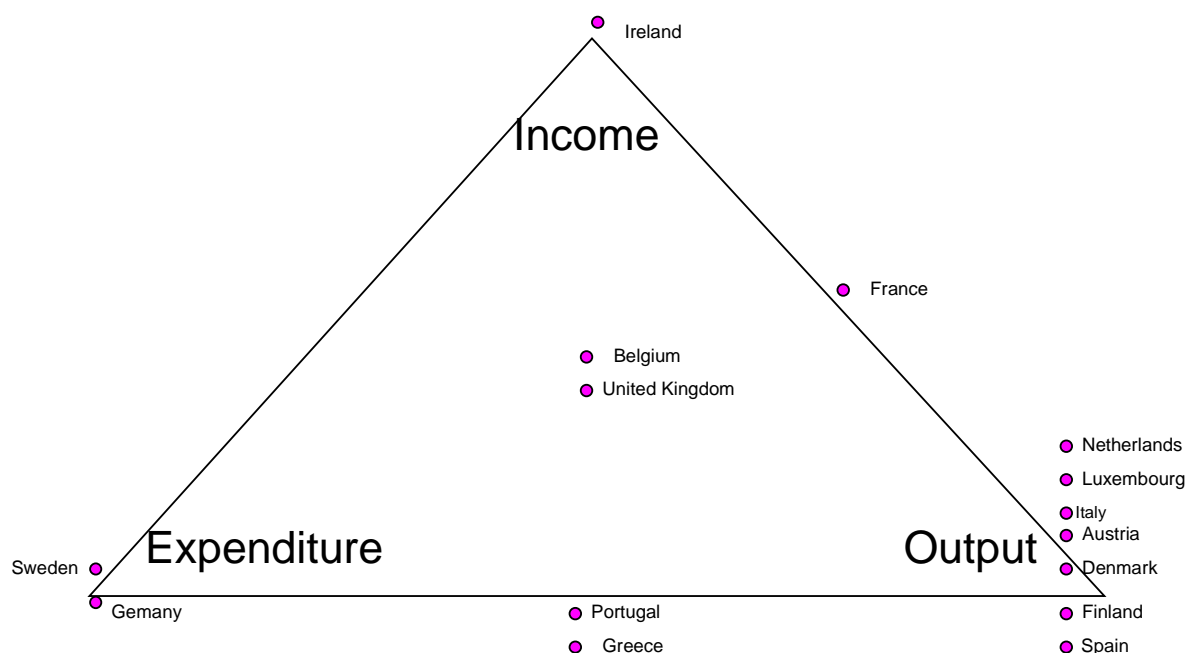 Ireland
Income
France
Belgium
United Kingdom
Netherlands
Luxembourg
Italy
Austria
Expenditure
Output
Sweden
Denmark
Gemany
Portugal
Finland
Greece
Spain